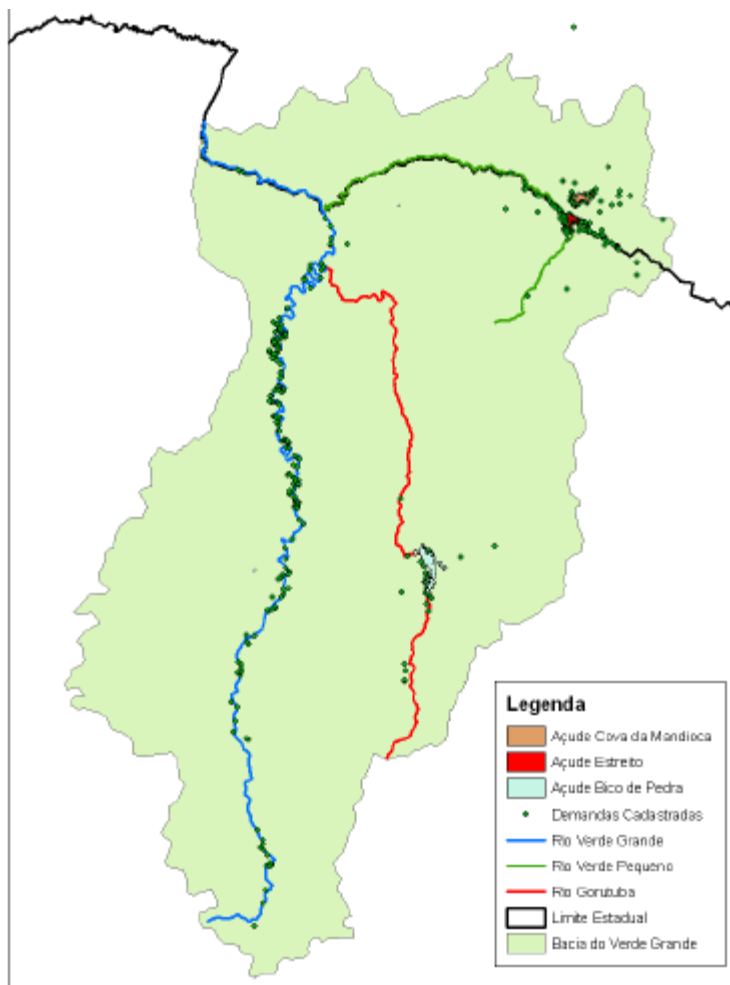 Legenda
Açude Cova da Mandioca
Açude Estreito
Açude Bico de Pedra
Demandas Cadastradas
Rio Verde Grande
Rio Verde Pequeno
Rio Gorutuba
Limite Estadual
Bacia do Verde Grande